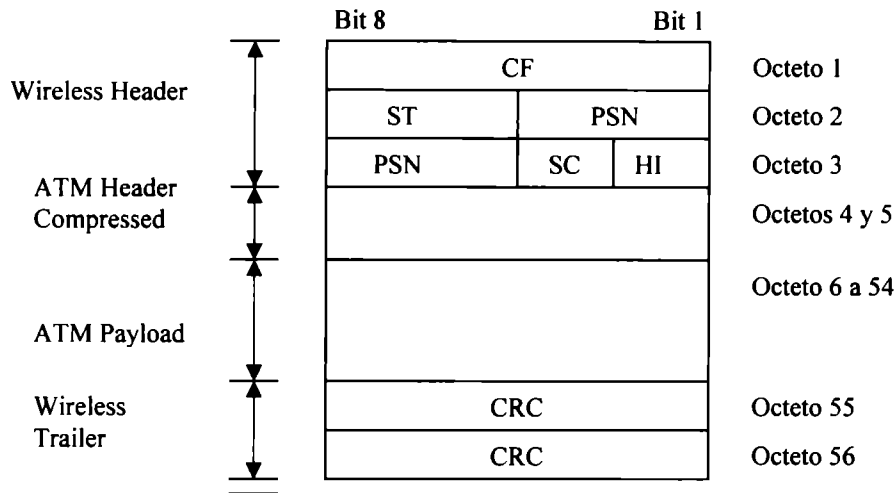 Bit 8 Bit 1
Wireless Header
CF Octeto 1
ST PSN Octeto 2
PSN SC HI Octeto 3
ATM Header
Compressed
Octetos 4 y 5
ATM Payload
Octeto 6 a 54
Wireless
Trailer
CRC Octeto 55
CRC Octeto 56